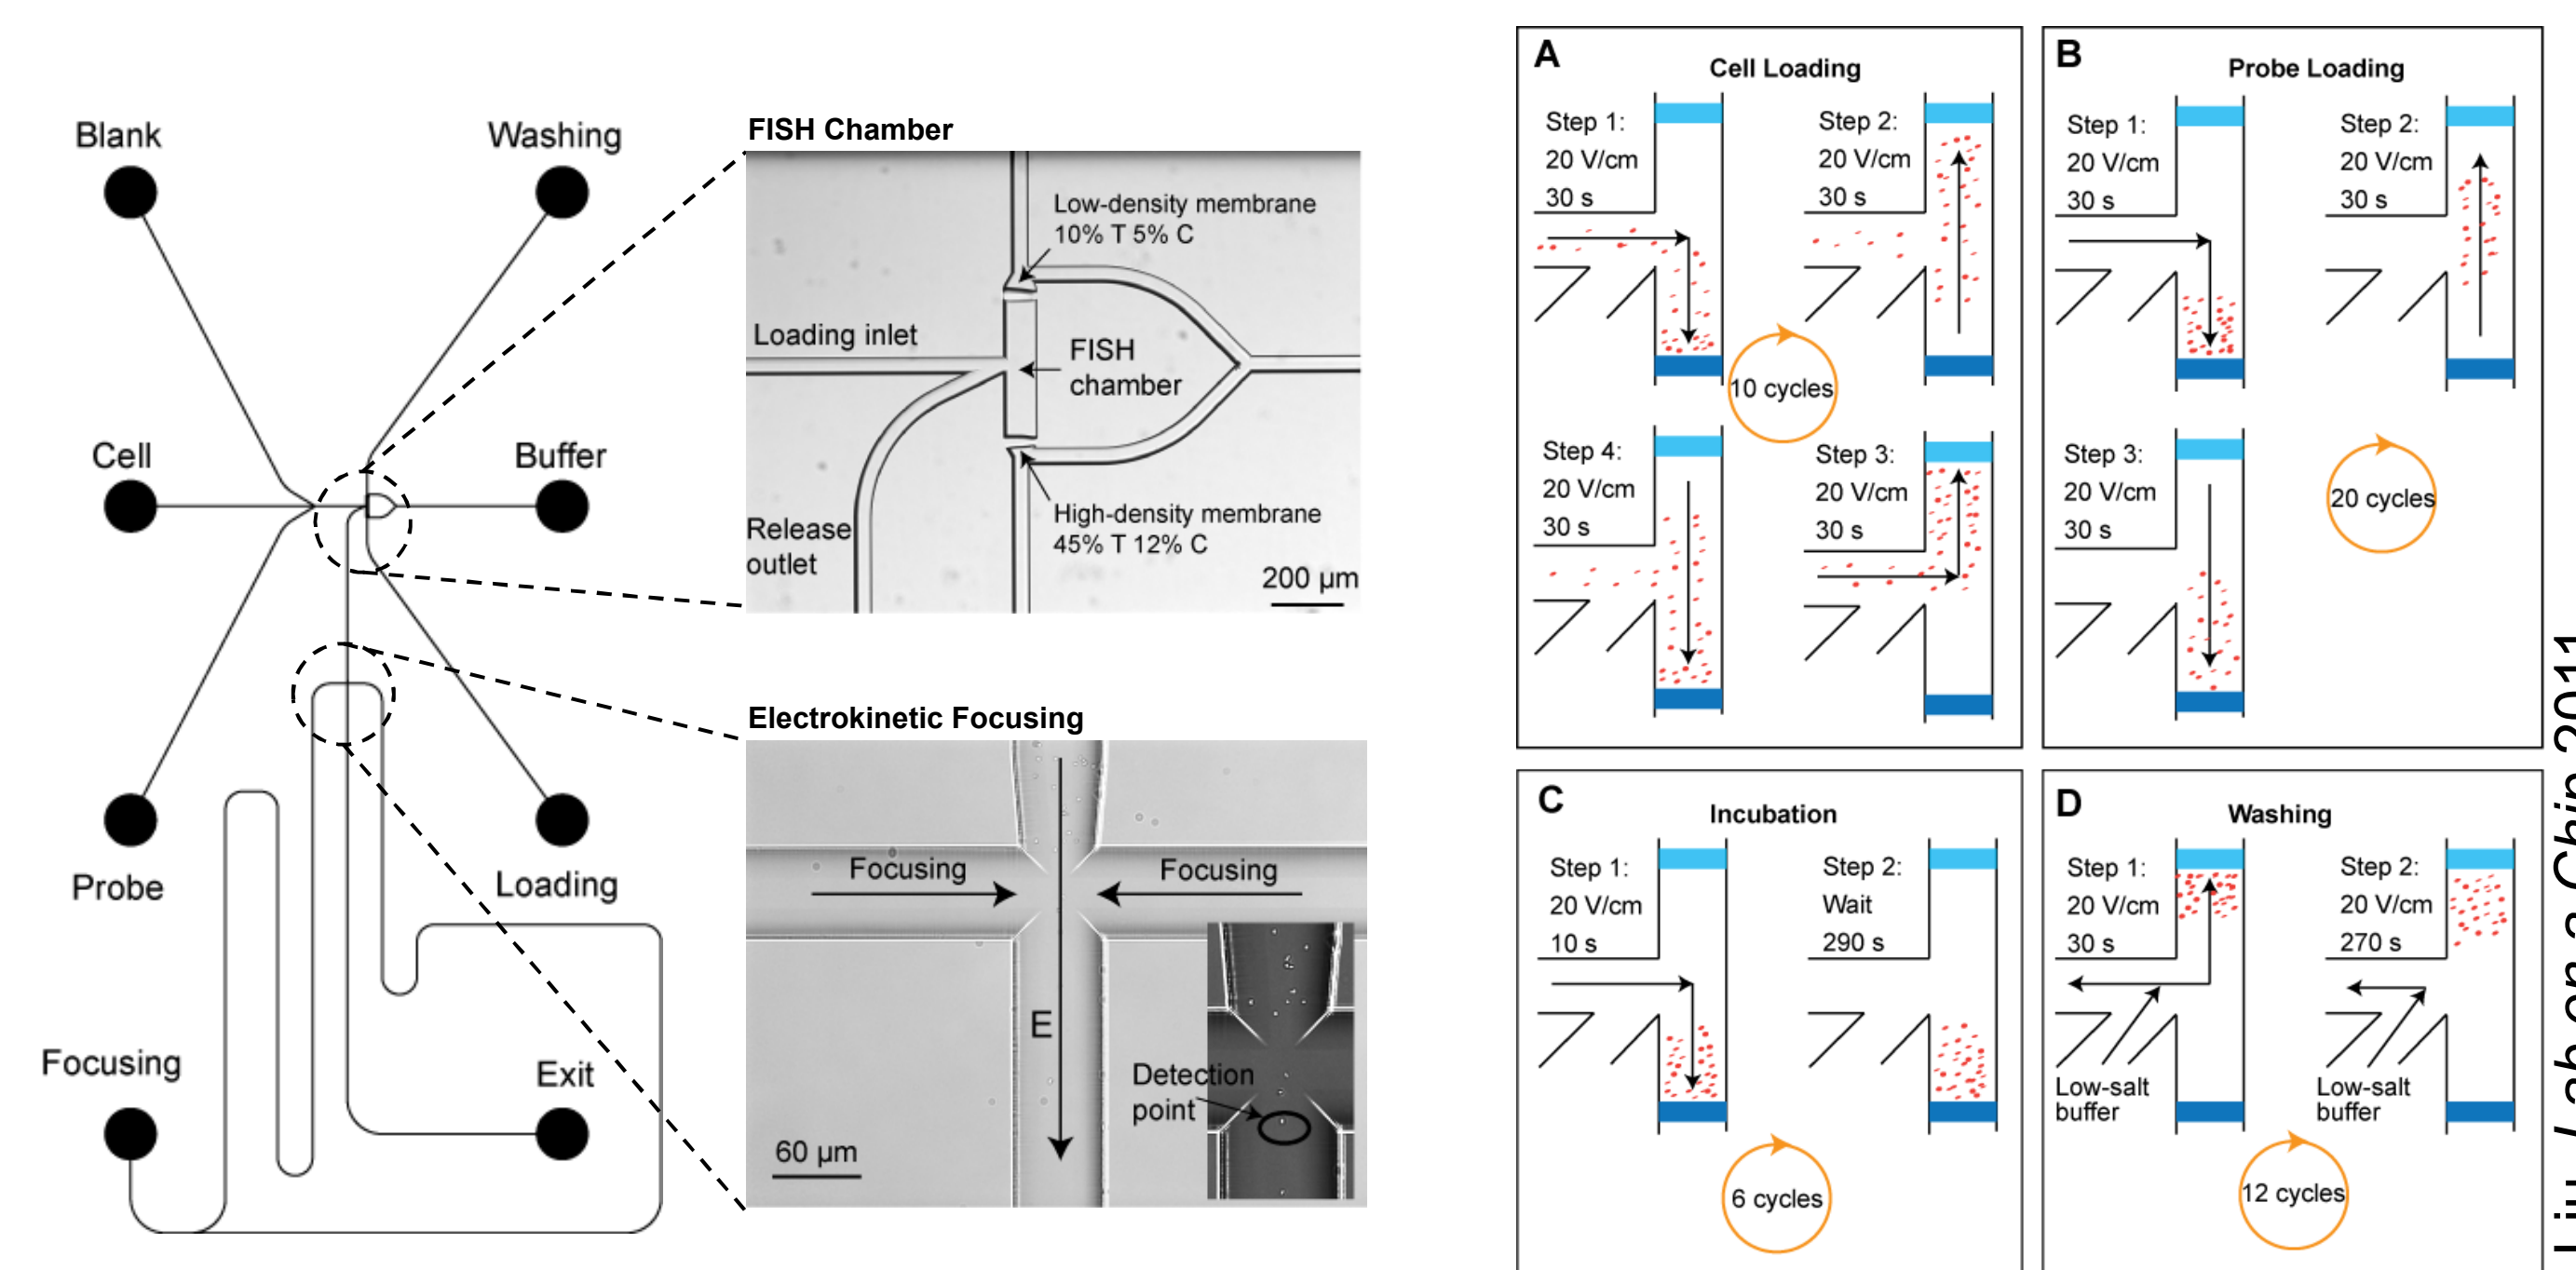 Blank
Washing
Cell
Buffer
Probe
Loading
Focusing
Exit
FISH Chamber
Low-density membrane
10% T 5% C
Loading inlet
FISH
chamber
Release
outlet
High-density membrane
45% T 12% C
200 µm
Electrokinetic Focusing
Focusing
Focusing
E
Detection
point
60 µm
A
Cell Loading
Step 1:
20 V/cm
30 s
Step 2:
20 V/cm
30 s
10 cycles
Step 4:
20 V/cm
30 s
Step 3:
20 V/cm
30 s
B
Probe Loading
Step 1:
20 V/cm
30 s
Step 2:
20 V/cm
30 s
Step 3:
20 V/cm
30 s
20 cycles
C
Incubation
Step 1:
20 V/cm
10 s
Step 2:
Wait
290 s
6 cycles
D
Washing
Step 1:
20 V/cm
30 s
Step 2:
20 V/cm
270 s
Low-salt
buffer
Low-salt
buffer
12 cycles
Lab on a Chip 2011